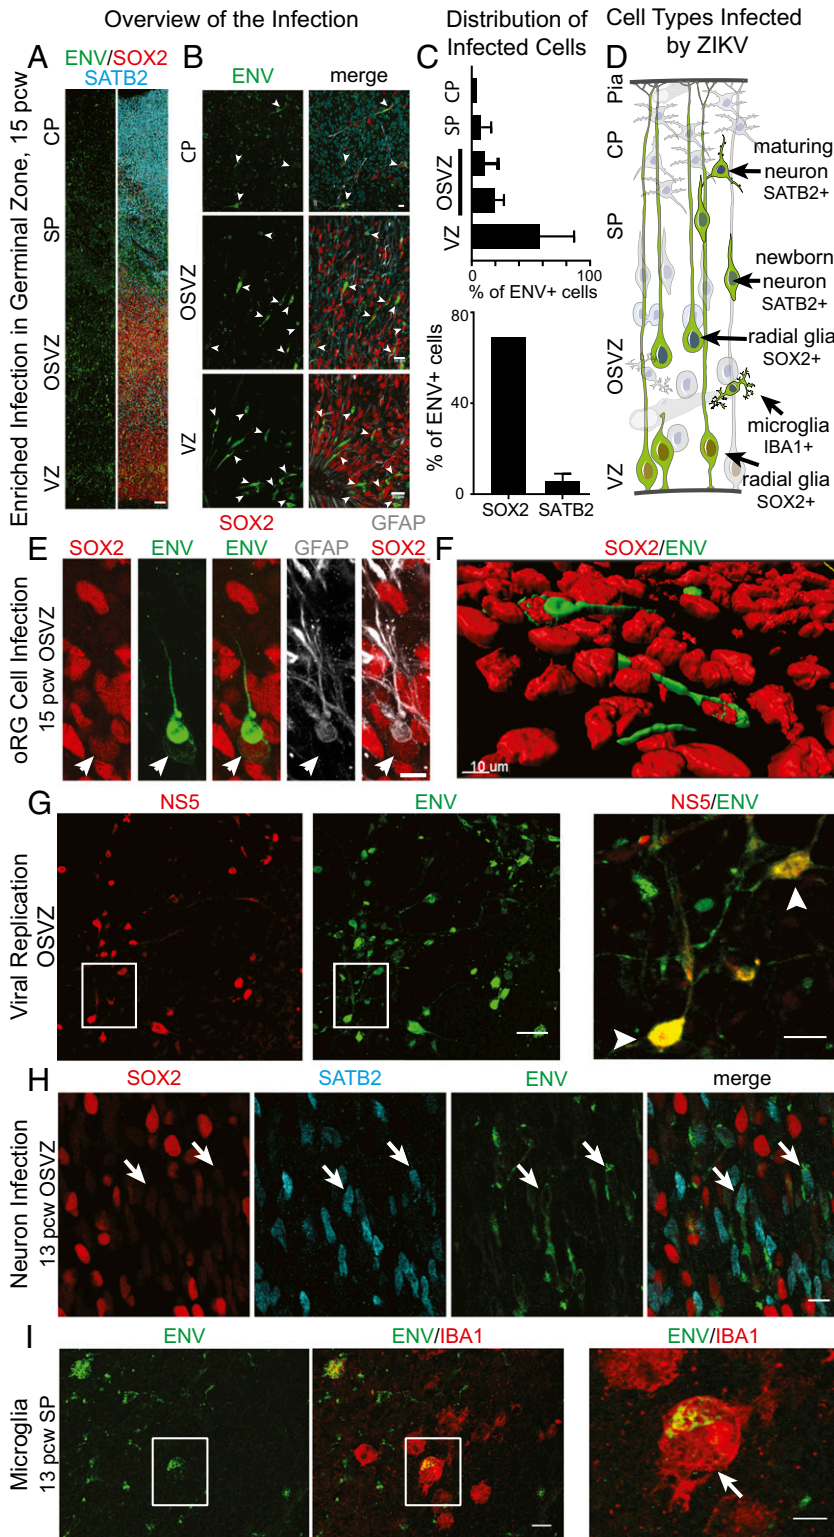 Overview of the Infection
Distribution of
Infected Cells
Cell Types Infected
by ZIKV
A
ENV/SOX2
SATB2
Enriched Infection in Germinal Zone, 15 pcw
CP
SP
OSVZ
VZ
B
ENV
merge
CP
OSVZ
VZ
C
CP
SP
OSVZ
VZ
0
100
% of ENV+ cells
80
40
0
% of ENV+ cells
SOX2
SATB2
D
Pia
CP
SP
OSVZ
VZ
maturing
neuron
SATB2+
newborn
neuron
SATB2+
radial glia
SOX2+
microglia
IBA1+
radial glia
SOX2+
E
oRG Cell Infection
15 pcw OSVZ
SOX2
ENV
SOX2
ENV
GFAP
GFAP
SOX2
F
SOX2/ENV
10 um
G
Viral Replication
OSVZ
NS5
ENV
NS5/ENV
H
Neuron Infection
13 pcw OSVZ
SOX2
SATB2
ENV
merge
I
Microglia
13 pcw SP
ENV
ENV/IBA1
ENV/IBA1